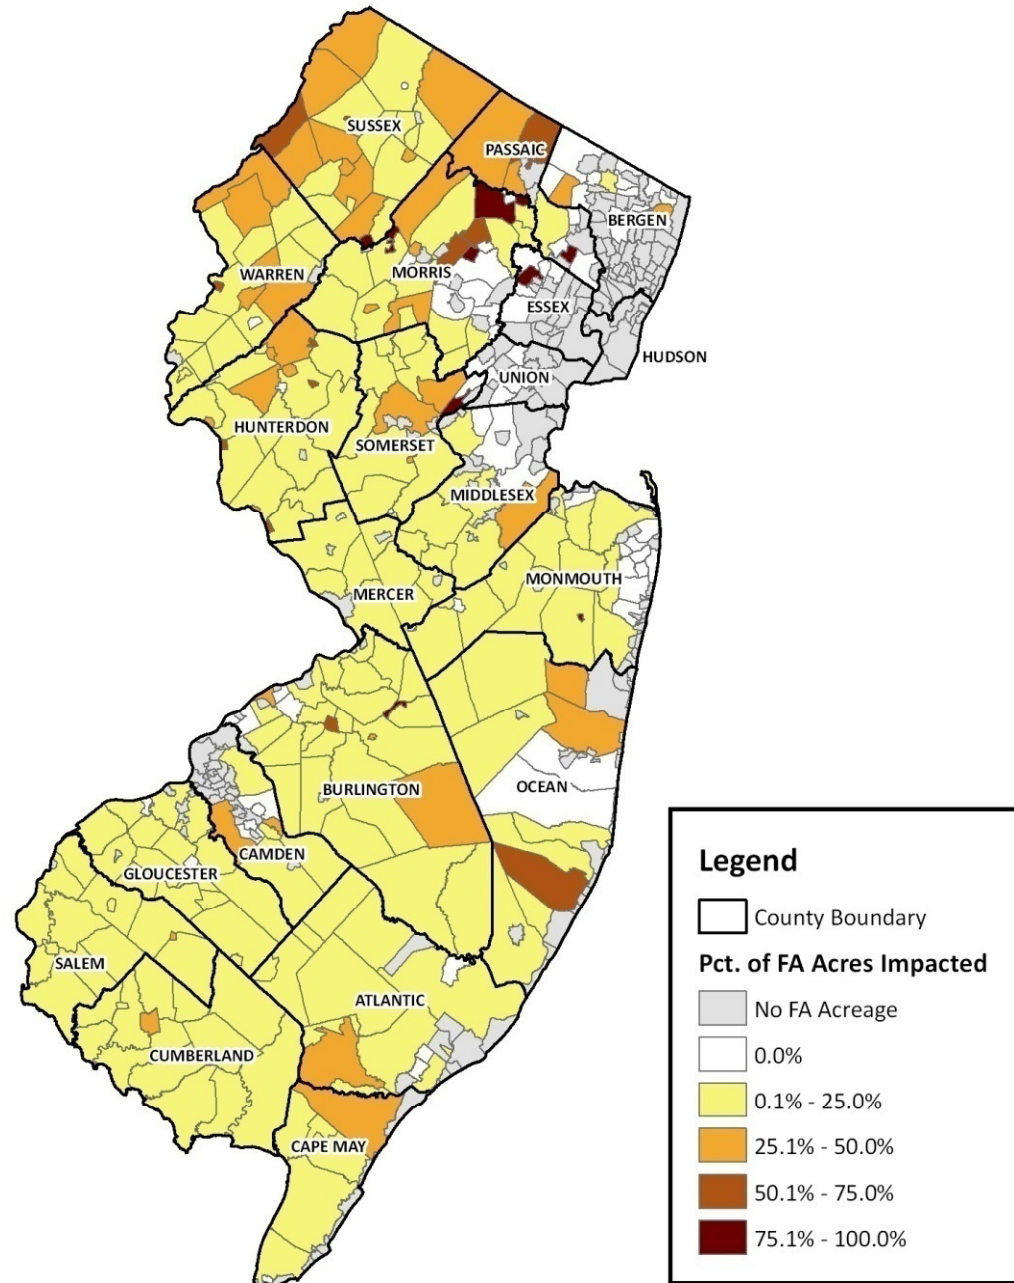 SUSSEX
PASSAIC
BERGEN
WARREN
MORRIS
ESSEX
HUDSON
UNION
HUNTERDON
SOMERSET
MIDDLESEX
MONMOUTH
MERCER
OCEAN
BURLINGTON
CAMDEN
GLOUCESTER
SALEM
ATLANTIC
CUMBERLAND
CAPE MAY
Legend
County Boundary
Pct. of FA Acres Impacted
No FA Acreage
0.0%
0.1% - 25.0%
25.1% - 50.0%
50.1% - 75.0%
75.1% - 100.0%